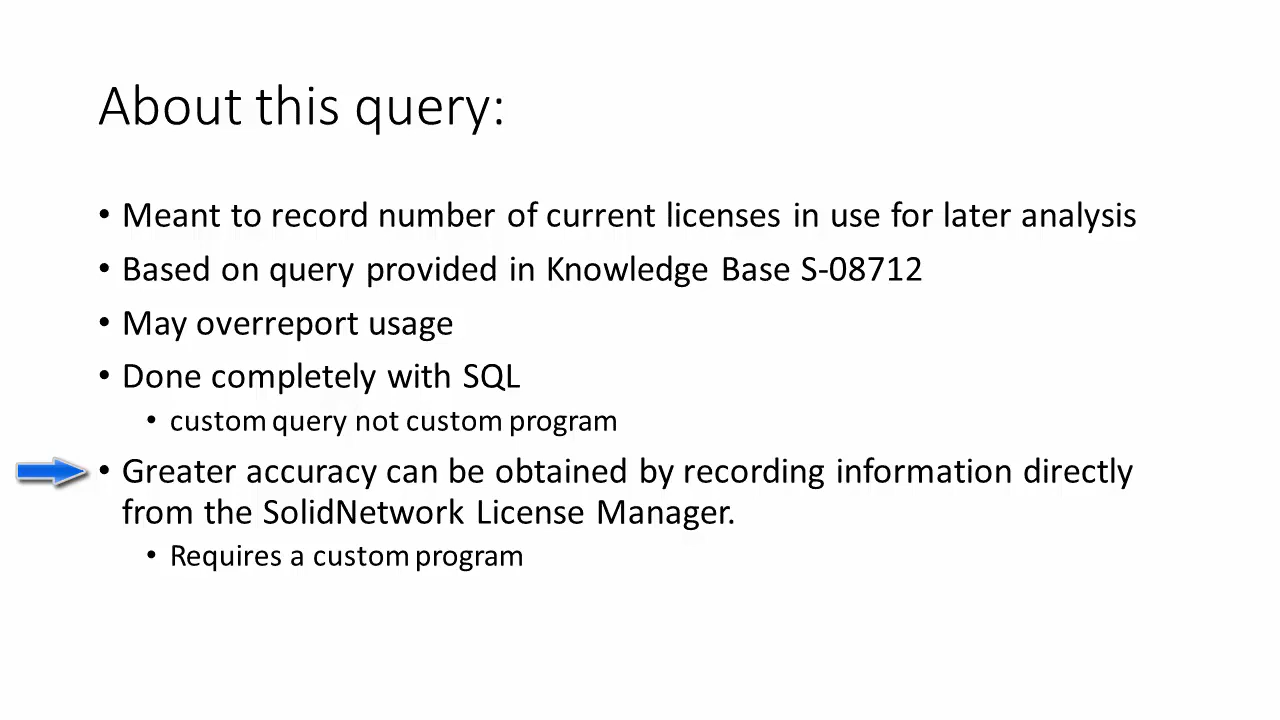 About this query:
• Meant to record number of current licenses in use for later analysis
• Based on query provided in Knowledge Base S-08712
• May overreport usage
• Done completely with SQL
• custom query not custom program
• Greater accuracy can be obtained by recording information directly
from the SolidNetwork License Manager.
• Requires a custom program